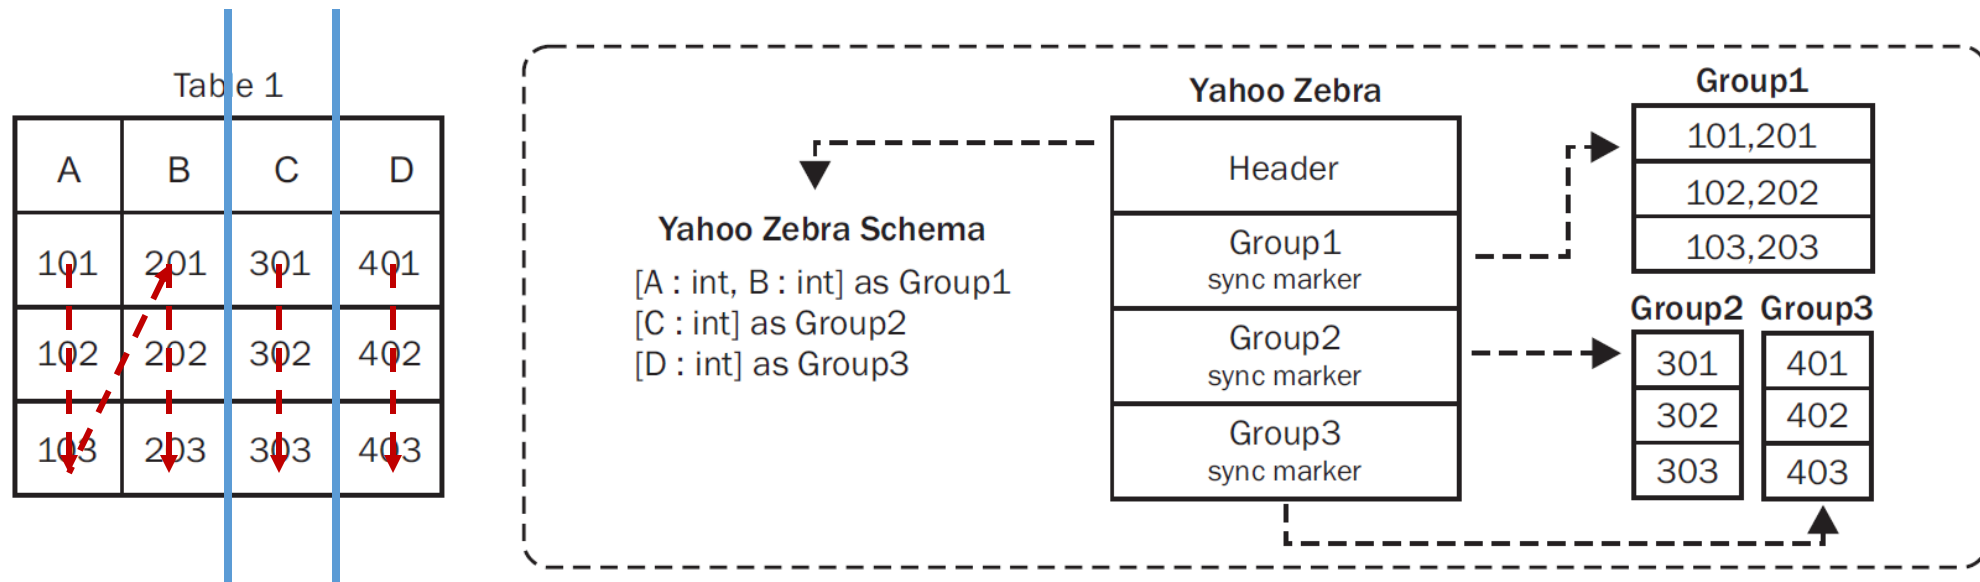 Table 1
A B C D
101 201 301 401
102 202 302 402
103 203 303 403
Yahoo Zebra Schema
[A : int, B : int] as Group1
[C : int] as Group2
[D : int] as Group3
Yahoo Zebra
Header
Group1
sync marker
Group2
sync marker
Group3
sync marker
Group1
101,201
102,202
103,203
Group2 Group3
301 401
302 402
303 403